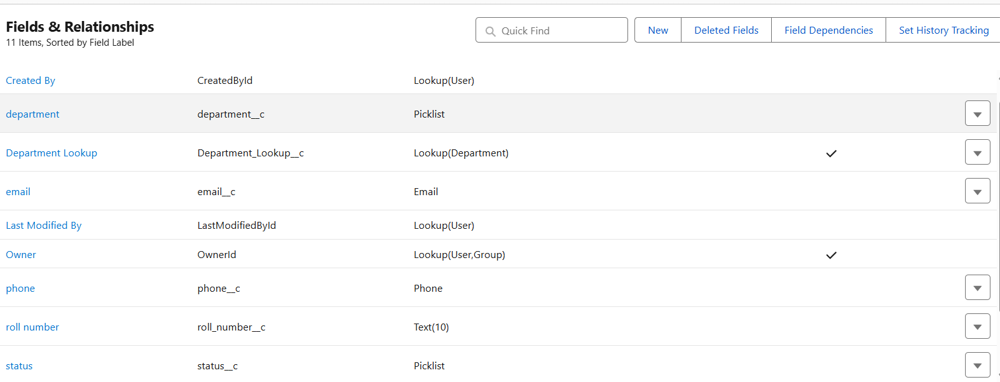 Fields & Relationships
11 Items, Sorted by Field Label
Quick Find
New
Deleted Fields
Field Dependencies
Set History Tracking
Created By CreatedById Lookup(User)
department department__c Picklist
Department Lookup Department_Lookup__c Lookup(Department)
email email__c Email
Last Modified By LastModifiedById Lookup(User)
Owner OwnerId Lookup(User,Group)
phone phone__c Phone
roll number roll_number__c Text(10)
status status__c Picklist